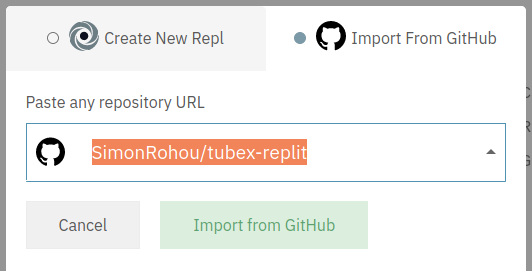 Create New Repl
Import From GitHub
Paste any repository URL
SimonRohou/tubex-replit
Cancel
Import from GitHub